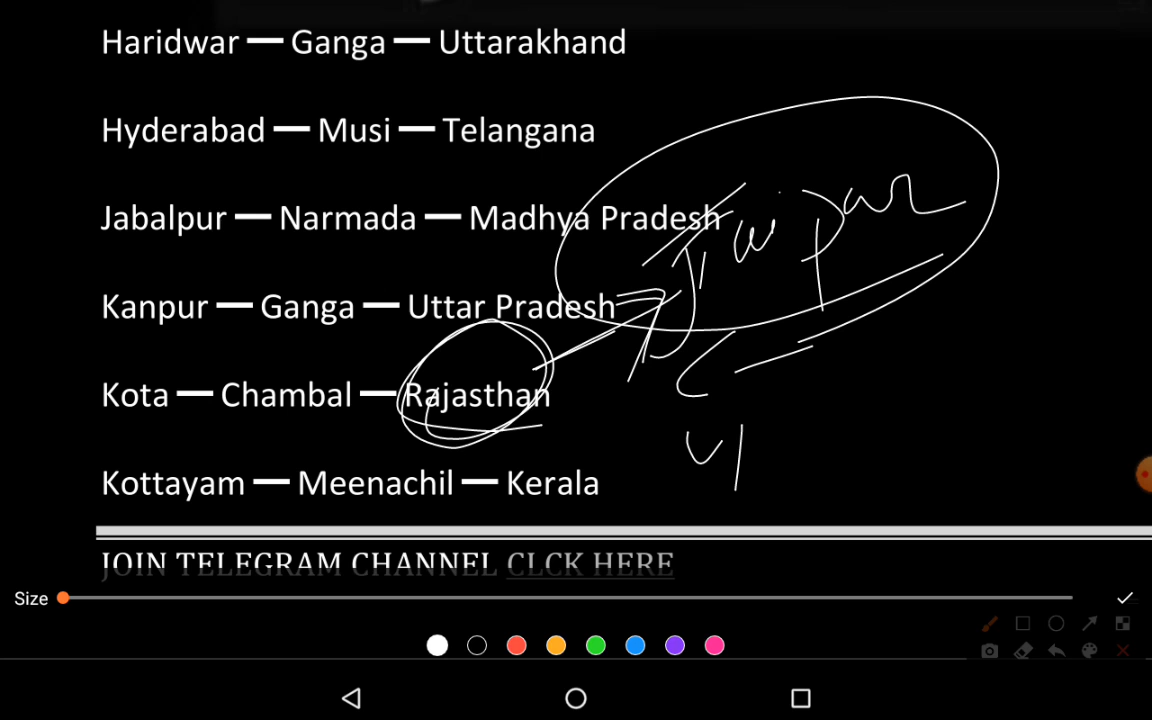 Haridwar — Ganga — Uttarakhand
Hyderabad — Musi — Telangana
Jabalpur — Narmada — Madhya Pradesh
Jaipur
Kanpur — Ganga — Uttar Pradesh
Kota — Chambal — Rajasthan
Kottayam — Meenachil — Kerala
JOIN TELEGRAM CHANNEL CLCK HERE
Size